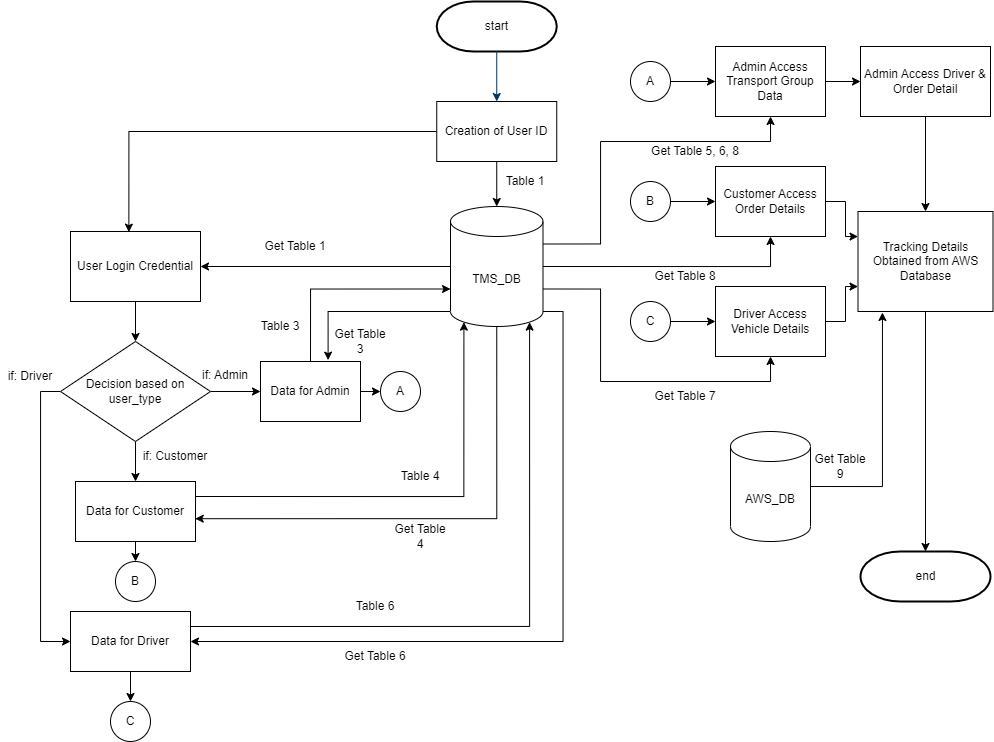 start
Creation of User ID
Table 1
Get Table 1
User Login Credential
TMS_DB
Table 3
Get Table
3
if: Driver
Decision based on
user_type
if: Admin
Data for Admin
A
if: Customer
Table 4
Data for Customer
Get Table
4
B
Table 6
Data for Driver
Get Table 6
C
A
Admin Access
Transport Group
Data
Admin Access Driver &
Order Detail
Get Table 5, 6, 8
B
Customer Access
Order Details
Get Table 8
Tracking Details
Obtained from AWS
Database
C
Driver Access
Vehicle Details
Get Table 7
AWS_DB
Get Table
9
end